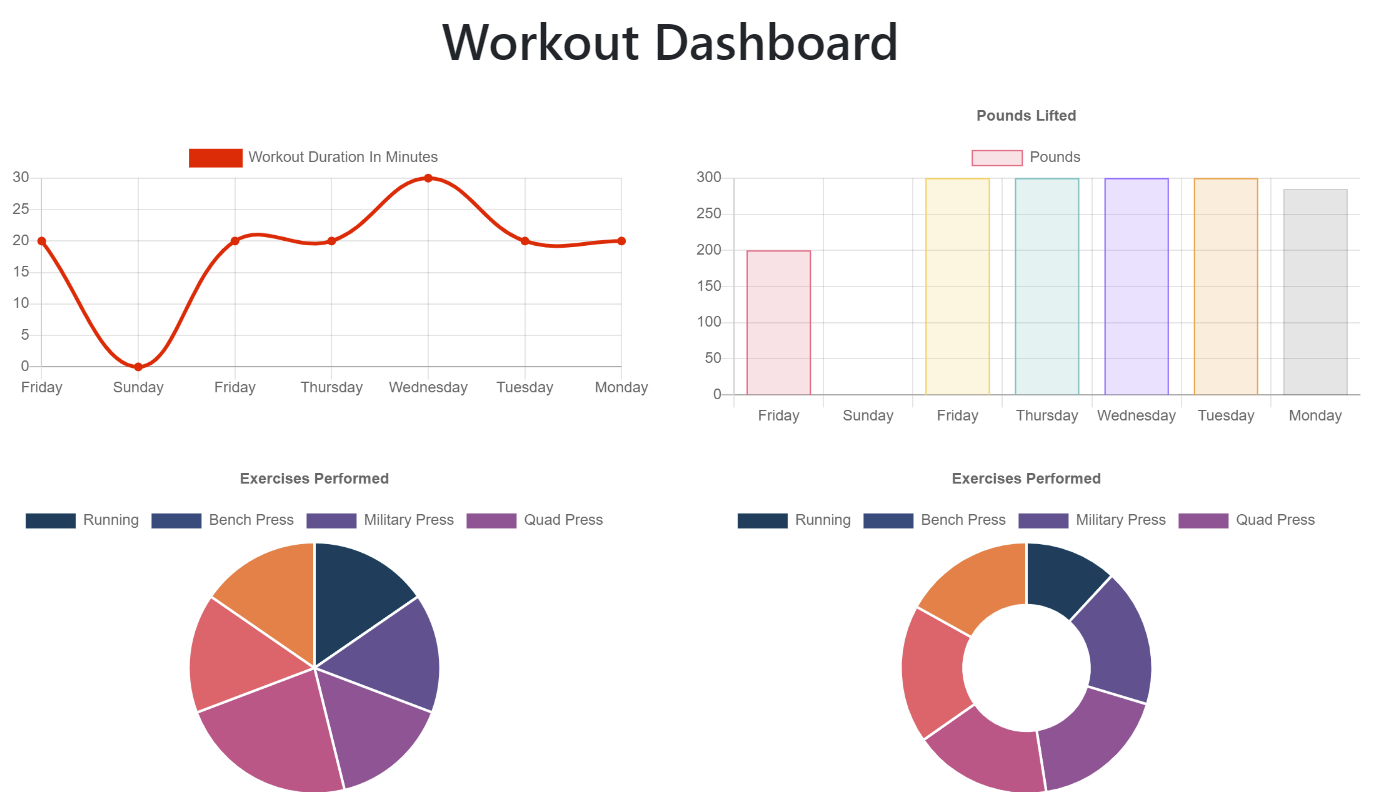 Workout Dashboard
Workout Duration In Minutes
30
25
20
15
10
5
0
Friday Sunday Friday Thursday Wednesday Tuesday Monday
Pounds Lifted
Pounds
300
250
200
150
100
50
0
Friday Sunday Friday Thursday Wednesday Tuesday Monday
Exercises Performed
Running Bench Press Military Press Quad Press
Exercises Performed
Running Bench Press Military Press Quad Press